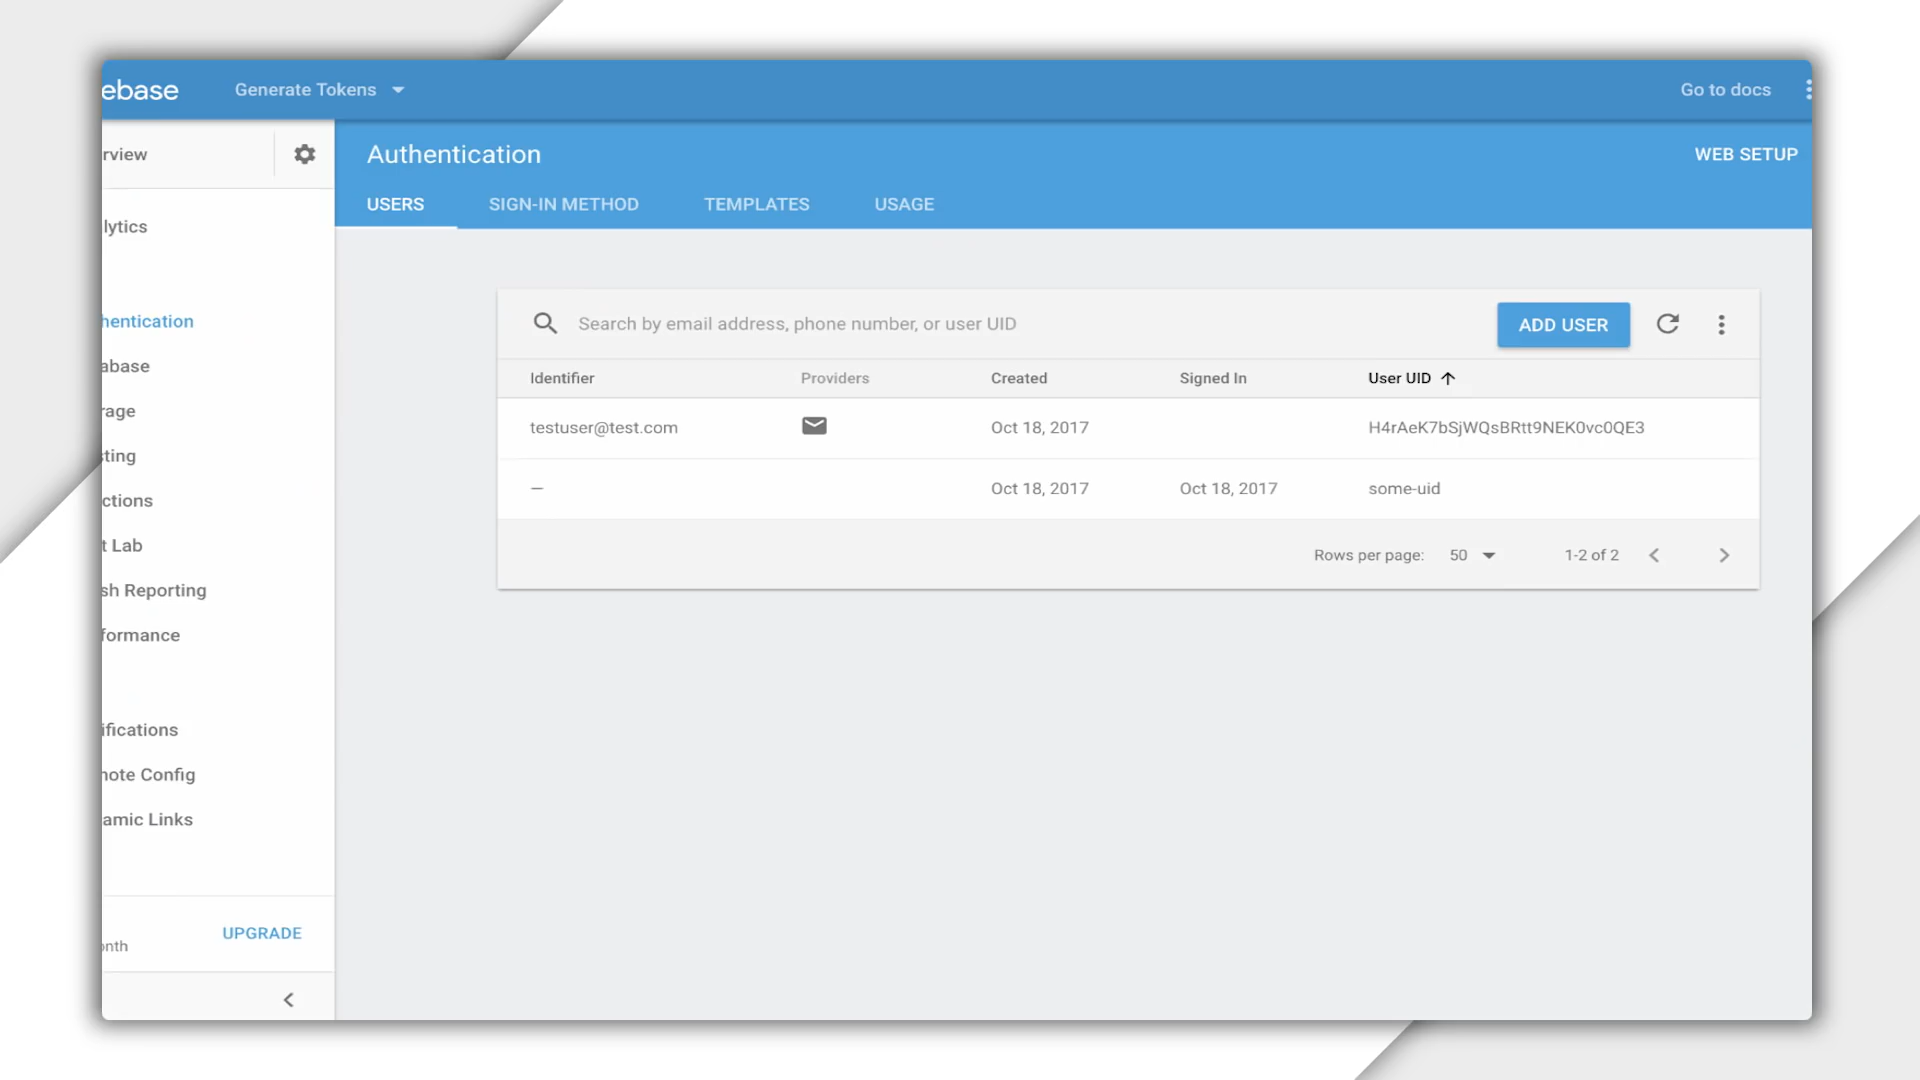 ebase Generate Tokens Go to docs
rview Authentication WEB SETUP
USERS SIGN-IN METHOD TEMPLATES USAGE
lytics
hentication
abase
rage
sting
ctions
t Lab
sh Reporting
formance
ifications
note Config
amic Links
UPGRADE
onth
Search by email address, phone number, or user UID ADD USER
Identifier Providers Created Signed In User UID
testuser@test.com Oct 18, 2017 H4rAeK7bSjWQsBRtt9NEK0vc0QE3
— Oct 18, 2017 Oct 18, 2017 some-uid
Rows per page: 50 1-2 of 2